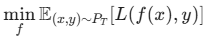 min_f 𝔼_{(x,y)∼P_T}[L(f(x), y)]